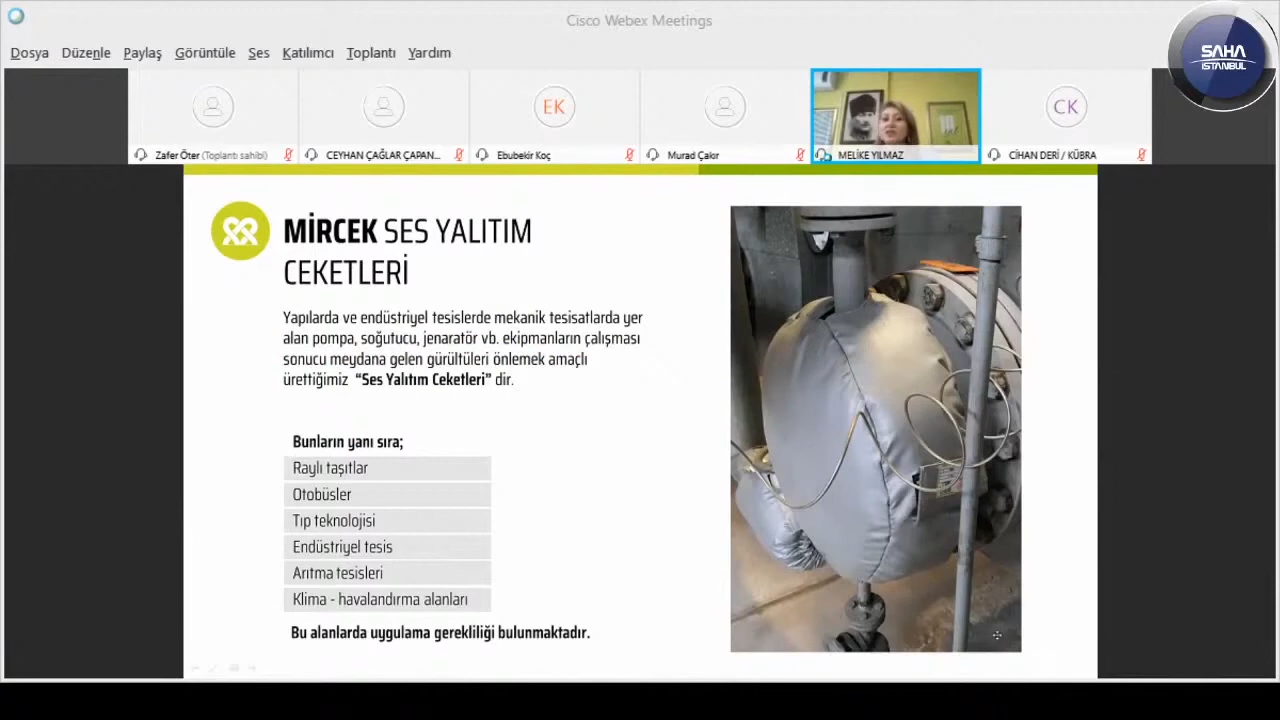 Cisco Webex Meetings
SAHA
İSTANBUL
Dosya Düzenle Paylaş Görüntüle Ses Katılımcı Toplantı Yardım
EK
CK
Zafer Öter (Toplantı sahibi)
CEYHAN ÇAĞLAR ÇAPAN...
Ebubekir Koç
Murad Çakır
MELİKE YILMAZ
CİHAN DERİ / KÜBRA
MİRCEK SES YALITIM
CEKETLERİ
Yapılarda ve endüstriyel tesislerde mekanik tesisatlarda yer
alan pompa, soğutucu, jenaratör vb. ekipmanların çalışması
sonucu meydana gelen gürültüleri önlemek amaçlı
ürettiğimiz “Ses Yalıtım Ceketleri” dir.
Bunların yanı sıra;
Raylı taşıtlar
Otobüsler
Tıp teknolojisi
Endüstriyel tesis
Arıtma tesisleri
Klima - havalandırma alanları
Bu alanlarda uygulama gerekliliği bulunmaktadır.